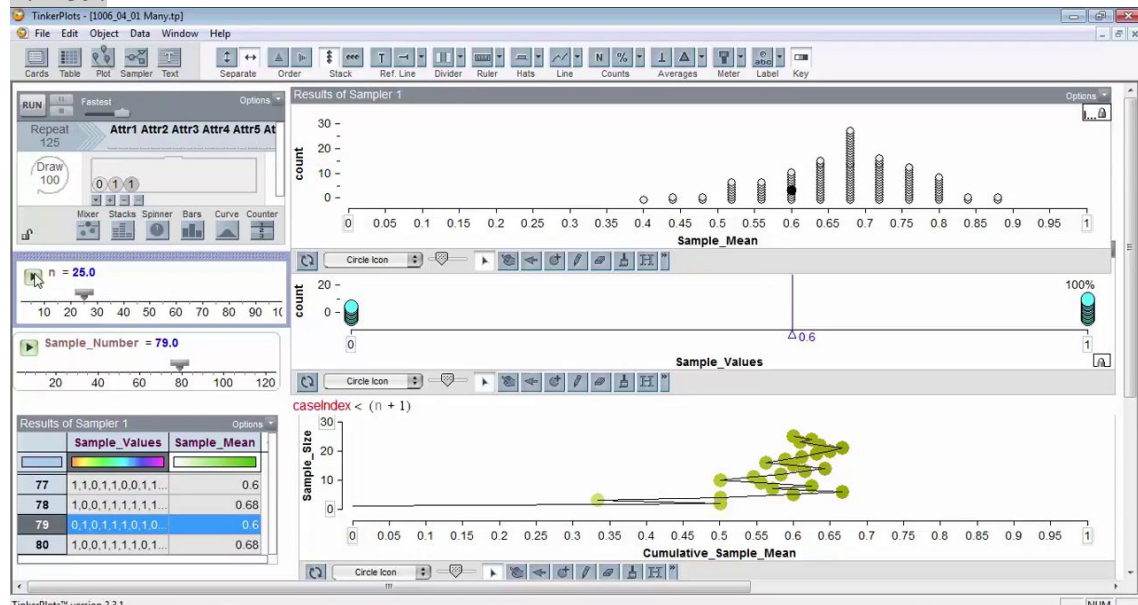 TinkerPlots - [1006_04_01 Many.tp]
File Edit Object Data Window Help
Cards Table Plot Sampler Text Separate Order Stack Ref. Line Divider Ruler Hats Line Counts Averages Meter Label Key
RUN Fastest Options
Repeat 125
Attr1 Attr2 Attr3 Attr4 Attr5 At
Draw 100
0 1 1
Mixer Stacks Spinner Bars Curve Counter
n = 25.0
10 20 30 40 50 60 70 80 90 10
Sample_Number = 79.0
20 40 60 80 100 120
Results of Sampler 1 Options
Sample_Values Sample_Mean
77 1,1,0,1,1,0,0,1,1... 0.6
78 1,0,0,1,1,1,1,1... 0.68
79 0,1,0,1,1,1,0,1,0... 0.6
80 1,0,0,1,1,1,1,0,1... 0.68
Results of Sampler 1 Options
30
20
10
0
count
0 0.05 0.1 0.15 0.2 0.25 0.3 0.35 0.4 0.45 0.5 0.55 0.6 0.65 0.7 0.75 0.8 0.85 0.9 0.95 1
Sample_Mean
Circle Icon
20
0
count
100%
0.6
0 1
Sample_Values
Circle Icon
caseIndex < (n + 1)
30
20
10
0
Sample_Size
0 0.05 0.1 0.15 0.2 0.25 0.3 0.35 0.4 0.45 0.5 0.55 0.6 0.65 0.7 0.75 0.8 0.85 0.9 0.95 1
Cumulative_Sample_Mean
Circle Icon
NUM